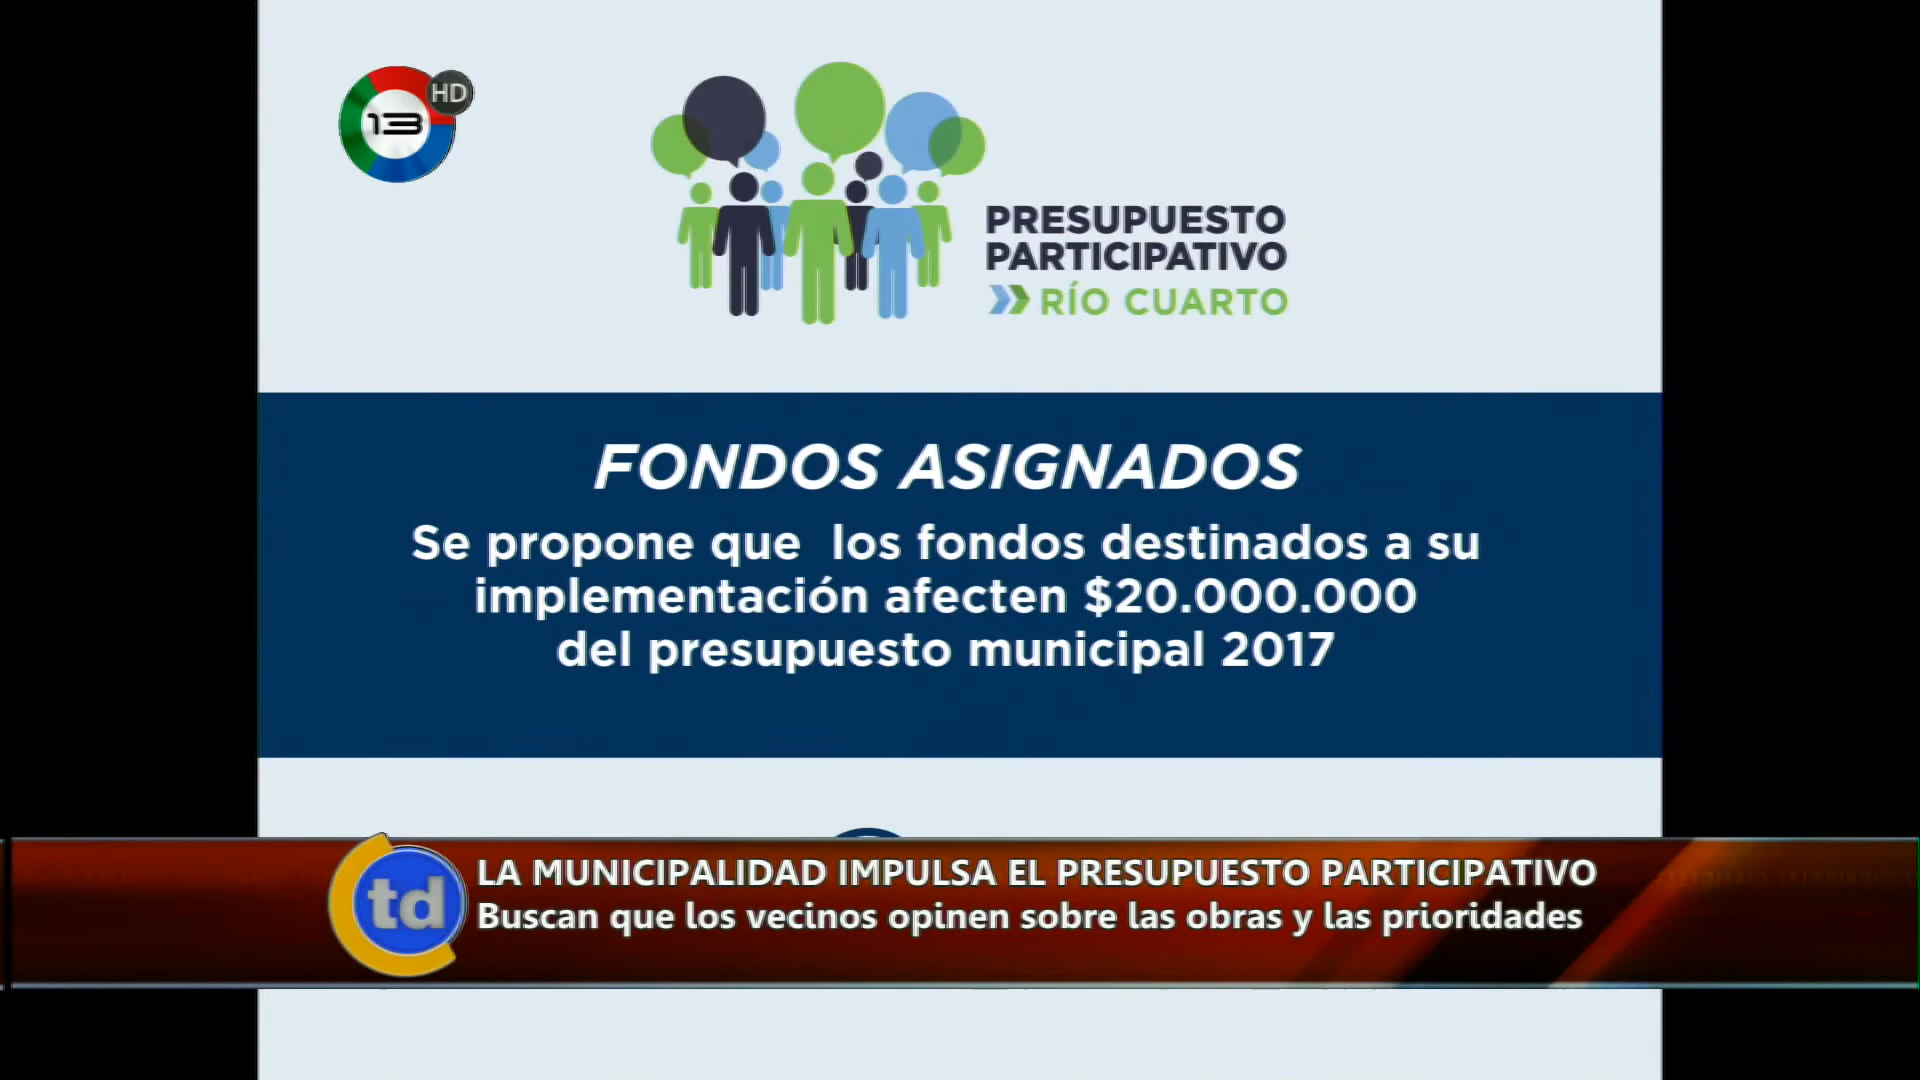 13
HD
PRESUPUESTO
PARTICIPATIVO
RÍO CUARTO
FONDOS ASIGNADOS
Se propone que los fondos destinados a su
implementación afecten $20.000.000
del presupuesto municipal 2017
td
LA MUNICIPALIDAD IMPULSA EL PRESUPUESTO PARTICIPATIVO
Buscan que los vecinos opinen sobre las obras y las prioridades